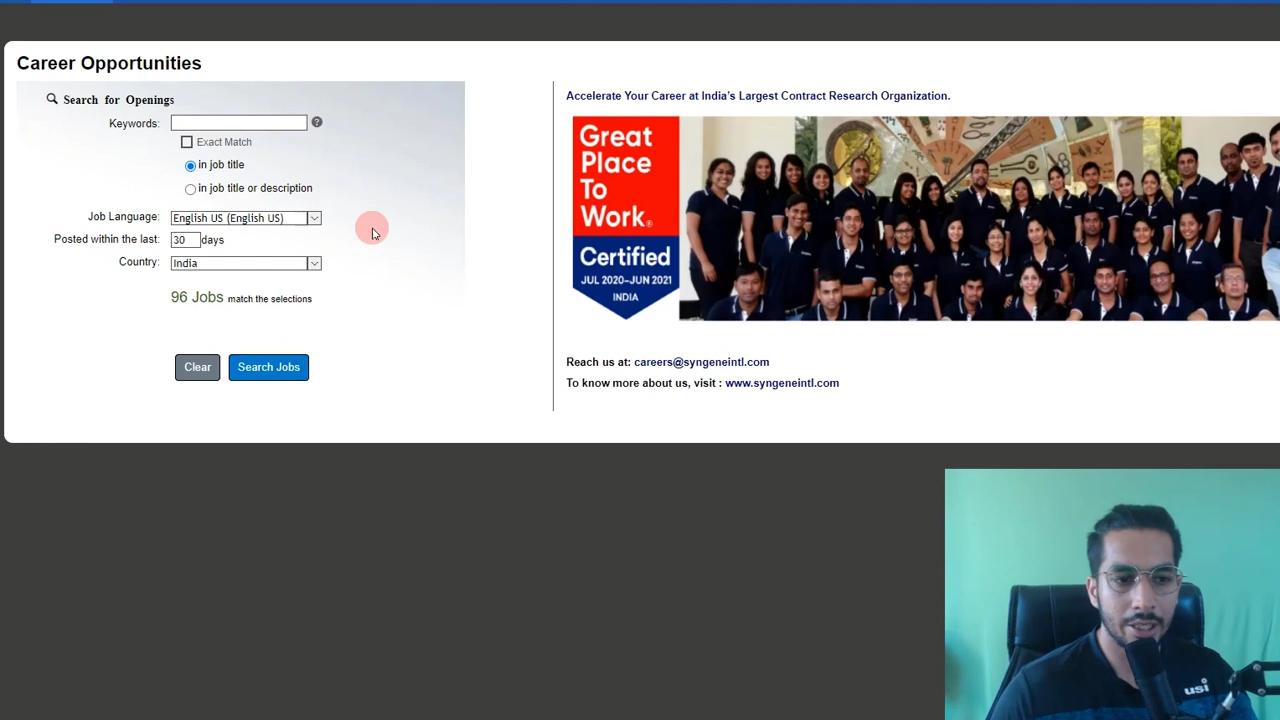 Career Opportunities
Search for Openings
Keywords:
Exact Match
in job title
in job title or description
Job Language: English US (English US)
Posted within the last: 30 days
Country: India
96 Jobs match the selections
Clear Search Jobs
Accelerate Your Career at India's Largest Contract Research Organization.
Great
Place
To
Work®
Certified
JUL 2020–JUN 2021
INDIA
Reach us at: careers@syngeneintl.com
To know more about us, visit : www.syngeneintl.com
usi